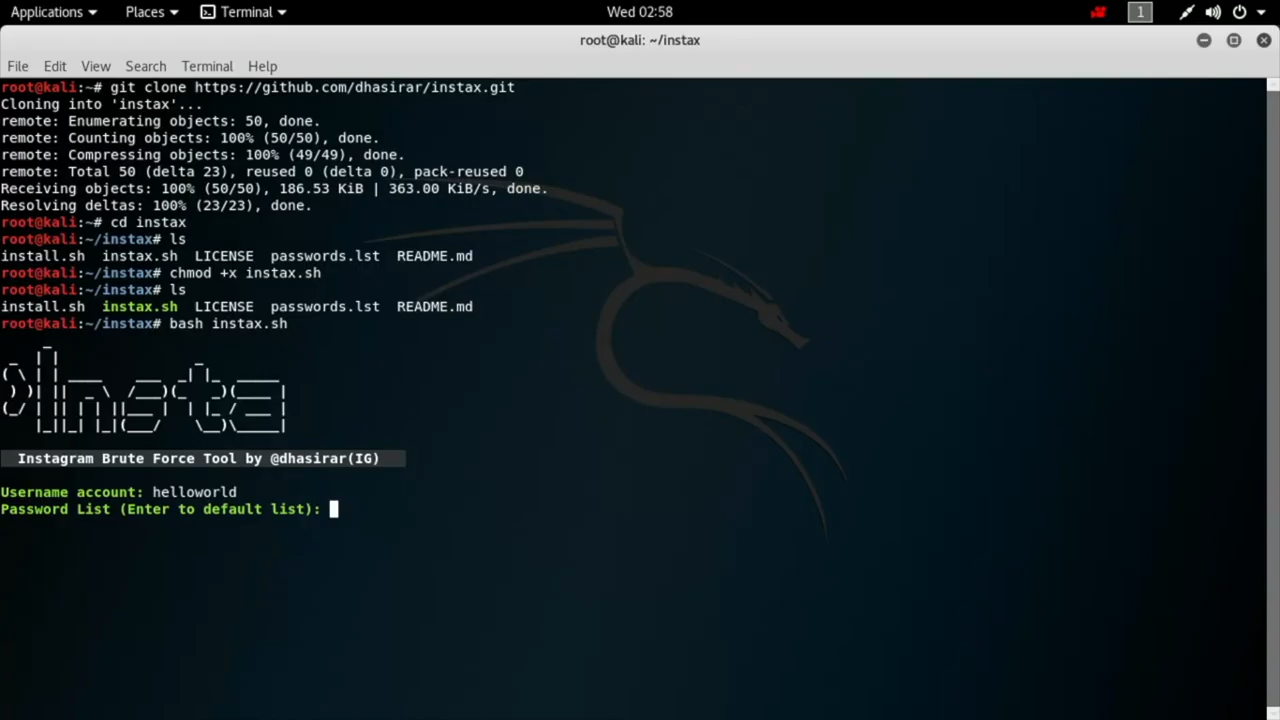 Applications Places Terminal Wed 02:58 1
root@kali: ~/instax
File Edit View Search Terminal Help
root@kali:~# git clone https://github.com/dhasirar/instax.git
Cloning into 'instax'...
remote: Enumerating objects: 50, done.
remote: Counting objects: 100% (50/50), done.
remote: Compressing objects: 100% (49/49), done.
remote: Total 50 (delta 23), reused 0 (delta 0), pack-reused 0
Receiving objects: 100% (50/50), 186.53 KiB | 363.00 KiB/s, done.
Resolving deltas: 100% (23/23), done.
root@kali:~# cd instax
root@kali:~/instax# ls
install.sh instax.sh LICENSE passwords.lst README.md
root@kali:~/instax# chmod +x instax.sh
root@kali:~/instax# ls
install.sh instax.sh LICENSE passwords.lst README.md
root@kali:~/instax# bash instax.sh
Insta
Instagram Brute Force Tool by @dhasirar(IG)
Username account: helloworld
Password List (Enter to default list):